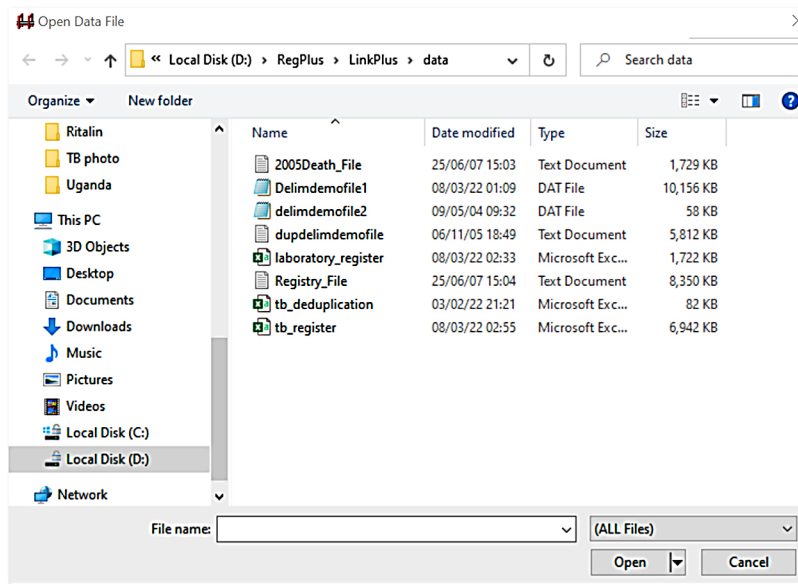 Open Data File
« Local Disk (D:) › RegPlus › LinkPlus › data
Search data
Organize
New folder
Ritalin
TB photo
Uganda
This PC
3D Objects
Desktop
Documents
Downloads
Music
Pictures
Videos
Local Disk (C:)
Local Disk (D:)
Network
Name Date modified Type Size
2005Death_File 25/06/07 15:03 Text Document 1,729 KB
Delimdemofile1 08/03/22 01:09 DAT File 10,156 KB
delimdemofile2 09/05/04 09:32 DAT File 58 KB
dupdelimdemofile 06/11/05 18:49 Text Document 5,812 KB
laboratory_register 08/03/22 02:33 Microsoft Exc... 1,722 KB
Registry_File 25/06/07 15:04 Text Document 8,350 KB
tb_deduplication 03/02/22 21:21 Microsoft Exc... 82 KB
tb_register 08/03/22 02:55 Microsoft Exc... 6,942 KB
File name:
(ALL Files)
Open
Cancel